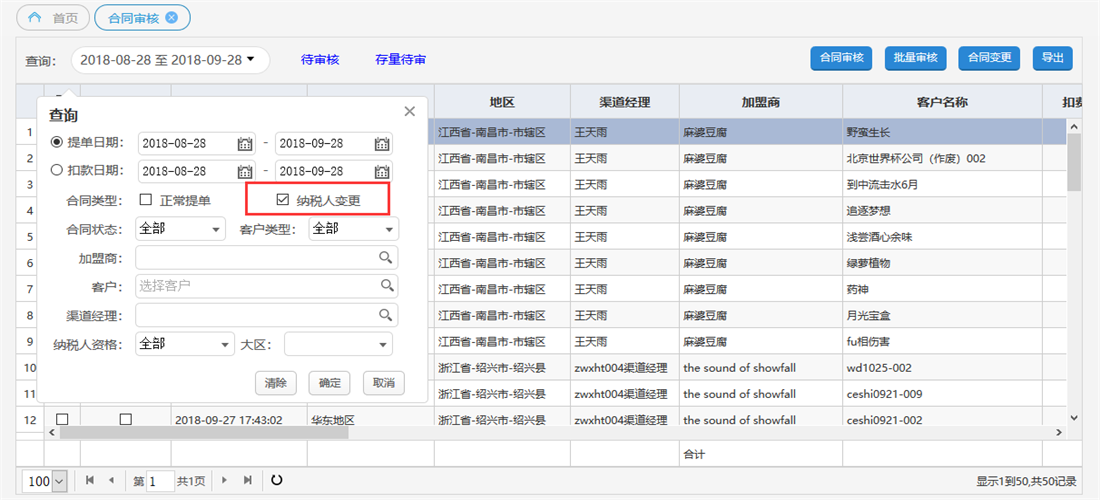 首页 合同审核
查询： 2018-08-28 至 2018-09-28 待审核 存量待审 合同审核 批量审核 合同变更 导出
地区 渠道经理 加盟商 客户名称
查询
提单日期： 2018-08-28 - 2018-09-28
扣款日期： 2018-08-28 - 2018-09-28
合同类型： 正常提单 纳税人变更
合同状态： 全部 客户类型： 全部
加盟商：
客户： 选择客户
渠道经理：
纳税人资格： 全部 大区：
清除 确定 取消
1 江西省-南昌市-市辖区 王天雨 麻婆豆腐 野蛮生长
2 江西省-南昌市-市辖区 王天雨 麻婆豆腐 北京世界杯公司（作废）002
3 江西省-南昌市-市辖区 王天雨 麻婆豆腐 到中流击水6月
4 江西省-南昌市-市辖区 王天雨 麻婆豆腐 追逐梦想
5 江西省-南昌市-市辖区 王天雨 麻婆豆腐 浅尝酒心余味
6 江西省-南昌市-市辖区 王天雨 麻婆豆腐 绿萝植物
7 江西省-南昌市-市辖区 王天雨 麻婆豆腐 药神
8 江西省-南昌市-市辖区 王天雨 麻婆豆腐 月光宝盒
9 江西省-南昌市-市辖区 王天雨 麻婆豆腐 fu相伤害
10 浙江省-绍兴市-绍兴县 zwxht004渠道经理 the sound of showfall wd1025-002
11 浙江省-绍兴市-绍兴县 zwxht004渠道经理 the sound of showfall ceshi0921-009
12 2018-09-27 17:43:02 华东地区 浙江省-绍兴市-绍兴县 zwxht004渠道经理 the sound of showfall ceshi0921-002
合计
100 第 1 共1页 显示1到50,共50记录